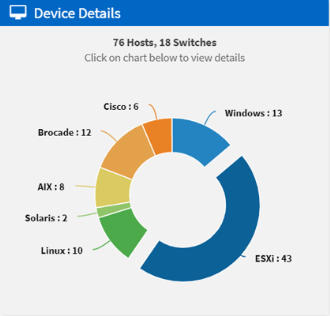 Device Details
76 Hosts, 18 Switches
Click on chart below to view details
Cisco : 6
Windows : 13
Brocade : 12
AIX : 8
Solaris : 2
Linux : 10
ESXi : 43